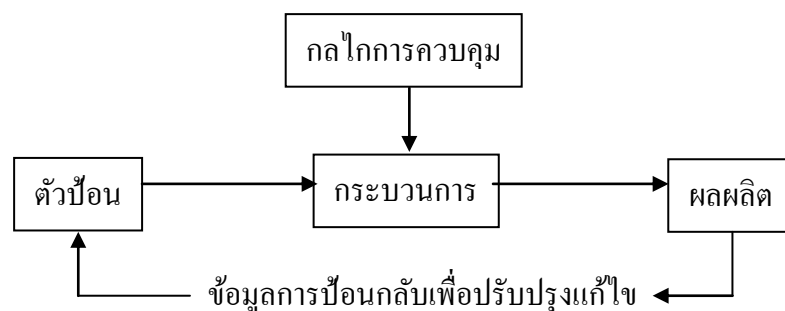 กลไกการควบคุม
ตัวป้อน
กระบวนการ
ผลผลิต
ข้อมูลการป้อนกลับเพื่อปรับปรุงแก้ไข